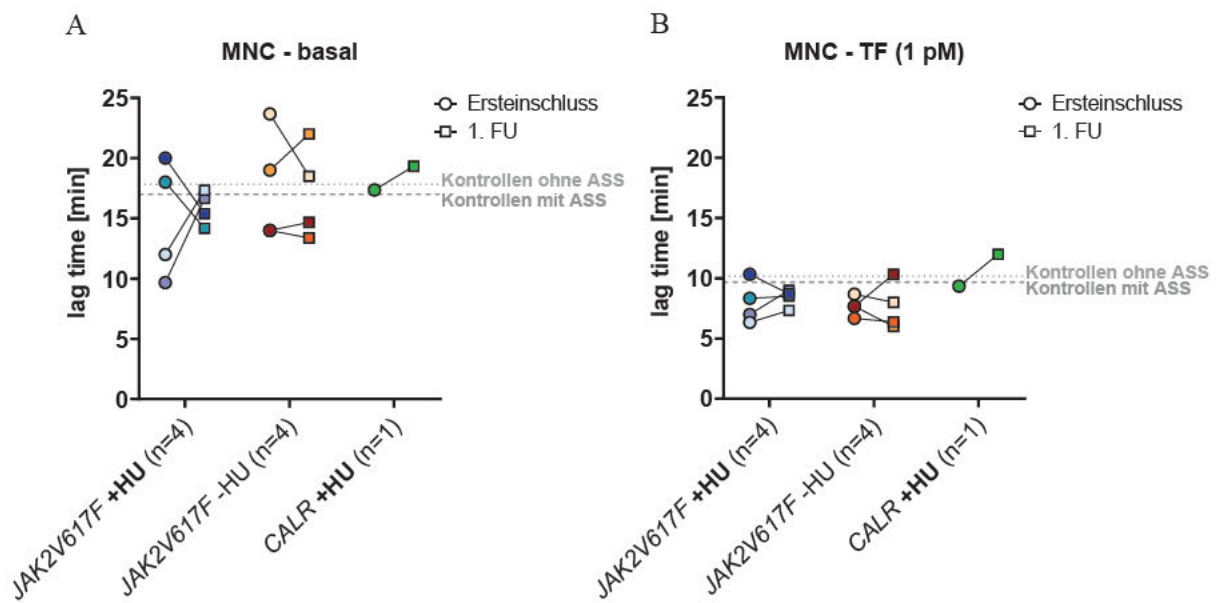 A
MNC - basal
25
20
15
10
5
0
lag time [min]
Ersteinschluss
1. FU
Kontrollen ohne ASS
Kontrollen mit ASS
JAK2V617F +HU (n=4)
JAK2V617F -HU (n=4)
CALR +HU (n=1)
B
MNC - TF (1 pM)
25
20
15
10
5
0
lag time [min]
Ersteinschluss
1. FU
Kontrollen ohne ASS
Kontrollen mit ASS
JAK2V617F +HU (n=4)
JAK2V617F -HU (n=4)
CALR +HU (n=1)